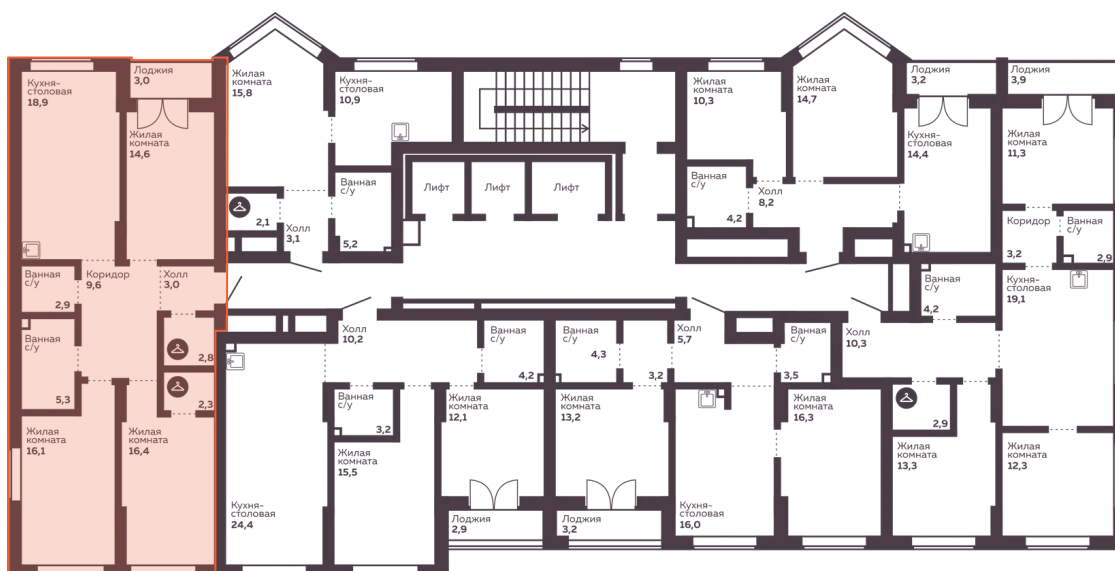 Кухня-
столовая
18,9
Лоджия
3,0
Жилая
комната
14,6
Ванная
с/у
2,9
Коридор
9,6
Холл
3,0
Ванная
с/у
5,3
2,8
2,3
Жилая
комната
16,1
Жилая
комната
16,4
Жилая
комната
15,8
Кухня-
столовая
10,9
2,1
Холл
3,1
Ванная
с/у
5,2
Лифт
Лифт
Лифт
Жилая
комната
10,3
Жилая
комната
14,7
Ванная
с/у
4,2
Холл
8,2
Лоджия
3,2
Кухня-
столовая
14,4
Лоджия
3,9
Жилая
комната
11,3
Коридор
3,2
Ванная
с/у
2,9
Ванная
с/у
4,2
Кухня-
столовая
19,1
Холл
10,3
2,9
Жилая
комната
13,3
Жилая
комната
12,3
Холл
10,2
Ванная
с/у
4,2
Ванная
с/у
3,2
Жилая
комната
15,5
Кухня-
столовая
24,4
Жилая
комната
12,1
Лоджия
2,9
Ванная
с/у
4,3
3,2
Холл
5,7
Ванная
с/у
3,5
Жилая
комната
13,2
Лоджия
3,2
Кухня-
столовая
16,0
Жилая
комната
16,3